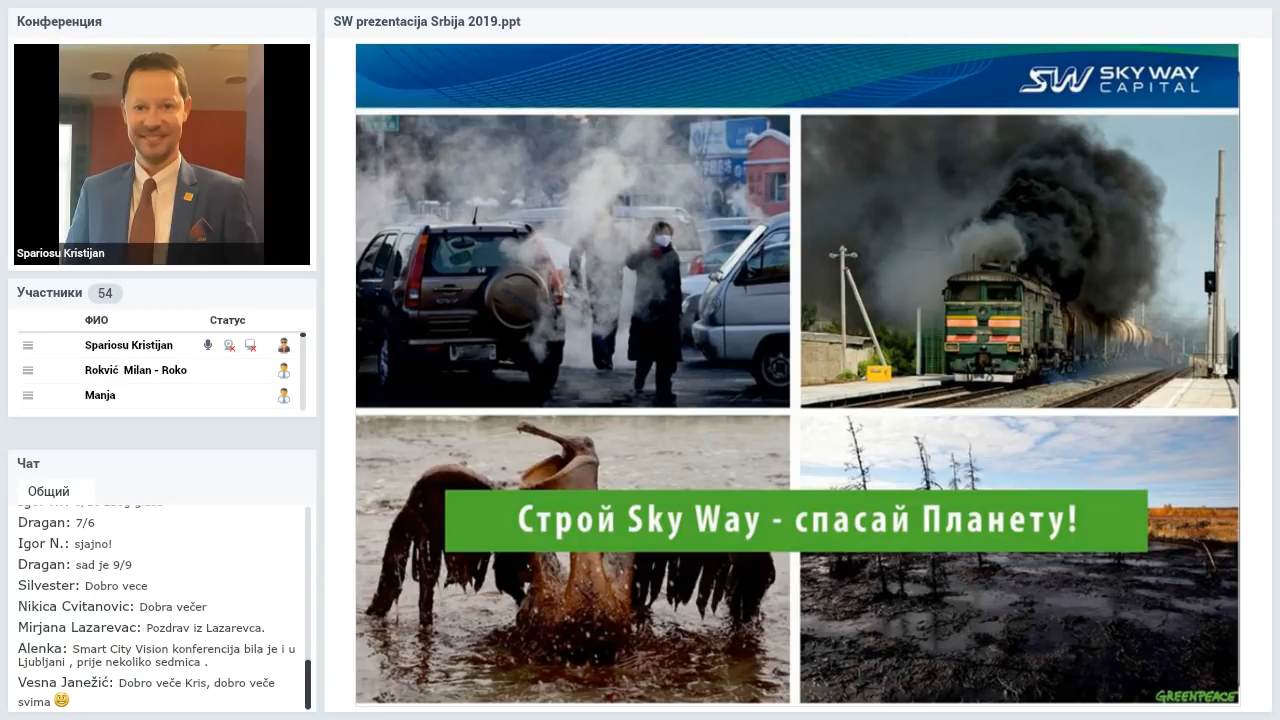 Конференция
Spariosu Kristijan
Участники 54
ФИО Статус
Spariosu Kristijan
Rokvić Milan - Roko
Manja
Чат
Общий
Dragan: 7/6
Igor N.: sjajno!
Dragan: sad je 9/9
Silvester: Dobro vece
Nikica Cvitanovic: Dobra večer
Mirjana Lazarevac: Pozdrav iz Lazarevca.
Alenka: Smart City Vision konferencija bila je i u
Ljubljani , prije nekoliko sedmica .
Vesna Janežić: Dobro veče Kris, dobro veče
svima
SW prezentacija Srbija 2019.ppt
SW SKY WAY
CAPITAL
Строй Sky Way - спасай Планету!
GREENPEACE